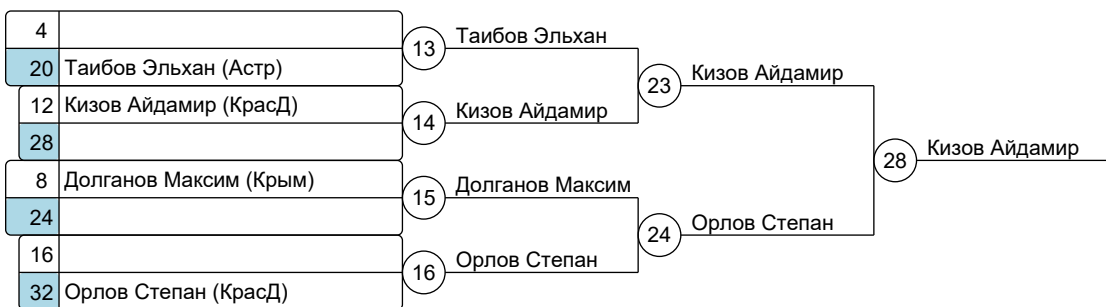 4
13
Таибов Эльхан
20 Таибов Эльхан (Астр)
23
Кизов Айдамир
12 Кизов Айдамир (КрасД)
14
Кизов Айдамир
28
28
Кизов Айдамир
8 Долганов Максим (Крым)
15
Долганов Максим
24
24
Орлов Степан
16
16
Орлов Степан
32 Орлов Степан (КрасД)